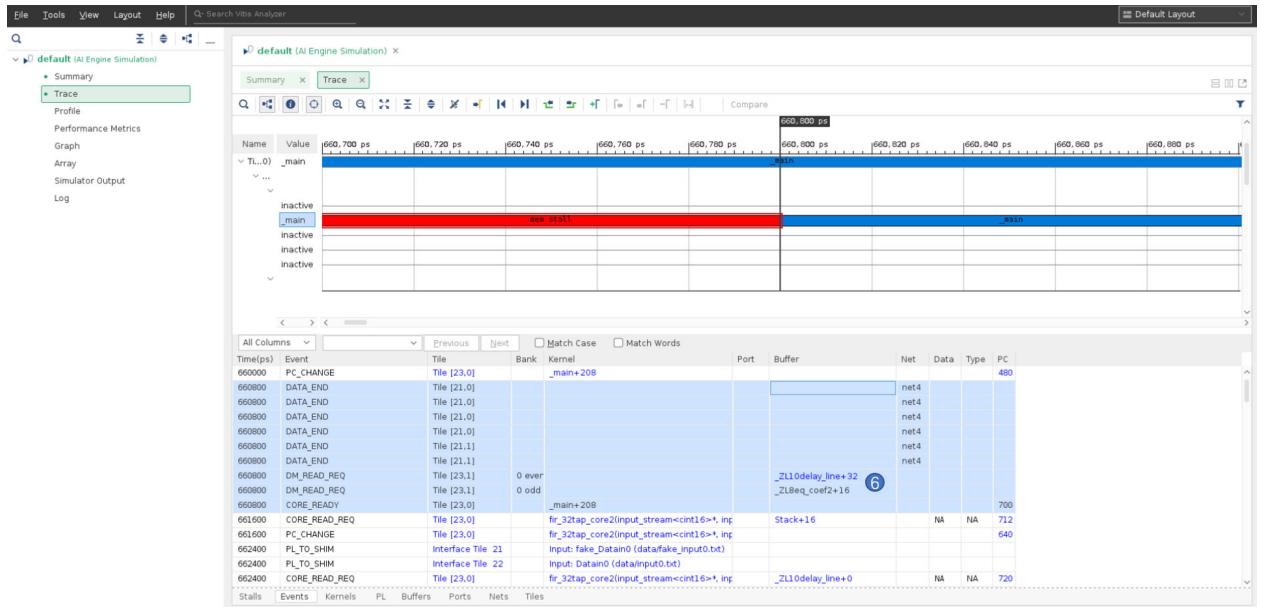 File Tools View Layout Help Q- Search Vitis Analyzer Default Layout
default (AI Engine Simulation)
Summary
Trace
Profile
Performance Metrics
Graph
Array
Simulator Output
Log
default (AI Engine Simulation) ×
Summary × Trace ×
Compare
660,800 ps
Name Value 660,700 ps 660,720 ps 660,740 ps 660,760 ps 660,780 ps 660,800 ps 660,820 ps 660,840 ps 660,860 ps 660,880 ps
Ti...0) _main _main
...
inactive
_main mem stall _main
inactive
inactive
inactive
All Columns Previous Next Match Case Match Words
Time(ps) Event Tile Bank Kernel Port Buffer Net Data Type PC
660000 PC_CHANGE Tile [23,0] _main+208 480
660800 DATA_END Tile [21,0] net4
660800 DATA_END Tile [21,0] net4
660800 DATA_END Tile [21,0] net4
660800 DATA_END Tile [21,0] net4
660800 DATA_END Tile [21,1] net4
660800 DATA_END Tile [21,1] net4
660800 DM_READ_REQ Tile [23,1] 0 ever _ZL10delay_line+32
6
660800 DM_READ_REQ Tile [23,1] 0 odd _ZL8eq_coef2+16
660800 CORE_READY Tile [23,0] _main+208 700
661600 CORE_READ_REQ Tile [23,0] fir_32tap_core2(input_stream<cint16>*, inp Stack+16 NA NA 712
661600 PC_CHANGE Tile [23,0] fir_32tap_core2(input_stream<cint16>*, inp 640
662400 PL_TO_SHIM Interface Tile 21 Input: fake_Datain0 (data/fake_input0.txt)
662400 PL_TO_SHIM Interface Tile 22 Input: Datain0 (data/input0.txt)
662400 CORE_READ_REQ Tile [23,0] fir_32tap_core2(input_stream<cint16>*, inp _ZL10delay_line+0 NA NA 720
Stalls Events Kernels PL Buffers Ports Nets Tiles